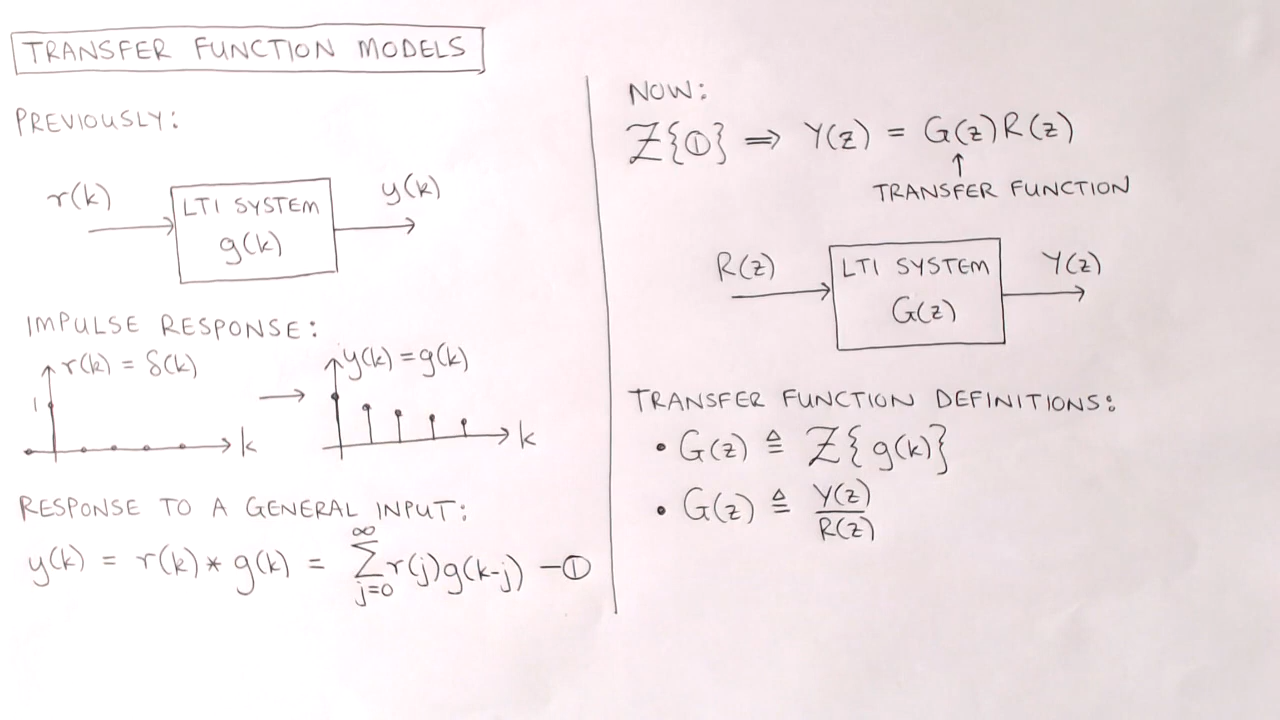 TRANSFER FUNCTION MODELS
PREVIOUSLY:
r(k)
LTI SYSTEM
g(k)
y(k)
IMPULSE RESPONSE:
r(k) = δ(k)
1
k
y(k) = g(k)
k
RESPONSE TO A GENERAL INPUT:
y(k) = r(k) * g(k) = ∑_{j=0}^{∞} r(j)g(k-j) — ①
NOW:
Z{①} ⇒ Y(z) = G(z)R(z)
↑
TRANSFER FUNCTION
R(z)
LTI SYSTEM
G(z)
Y(z)
TRANSFER FUNCTION DEFINITIONS:
• G(z) ≜ Z{g(k)}
• G(z) ≜ Y(z)/R(z)